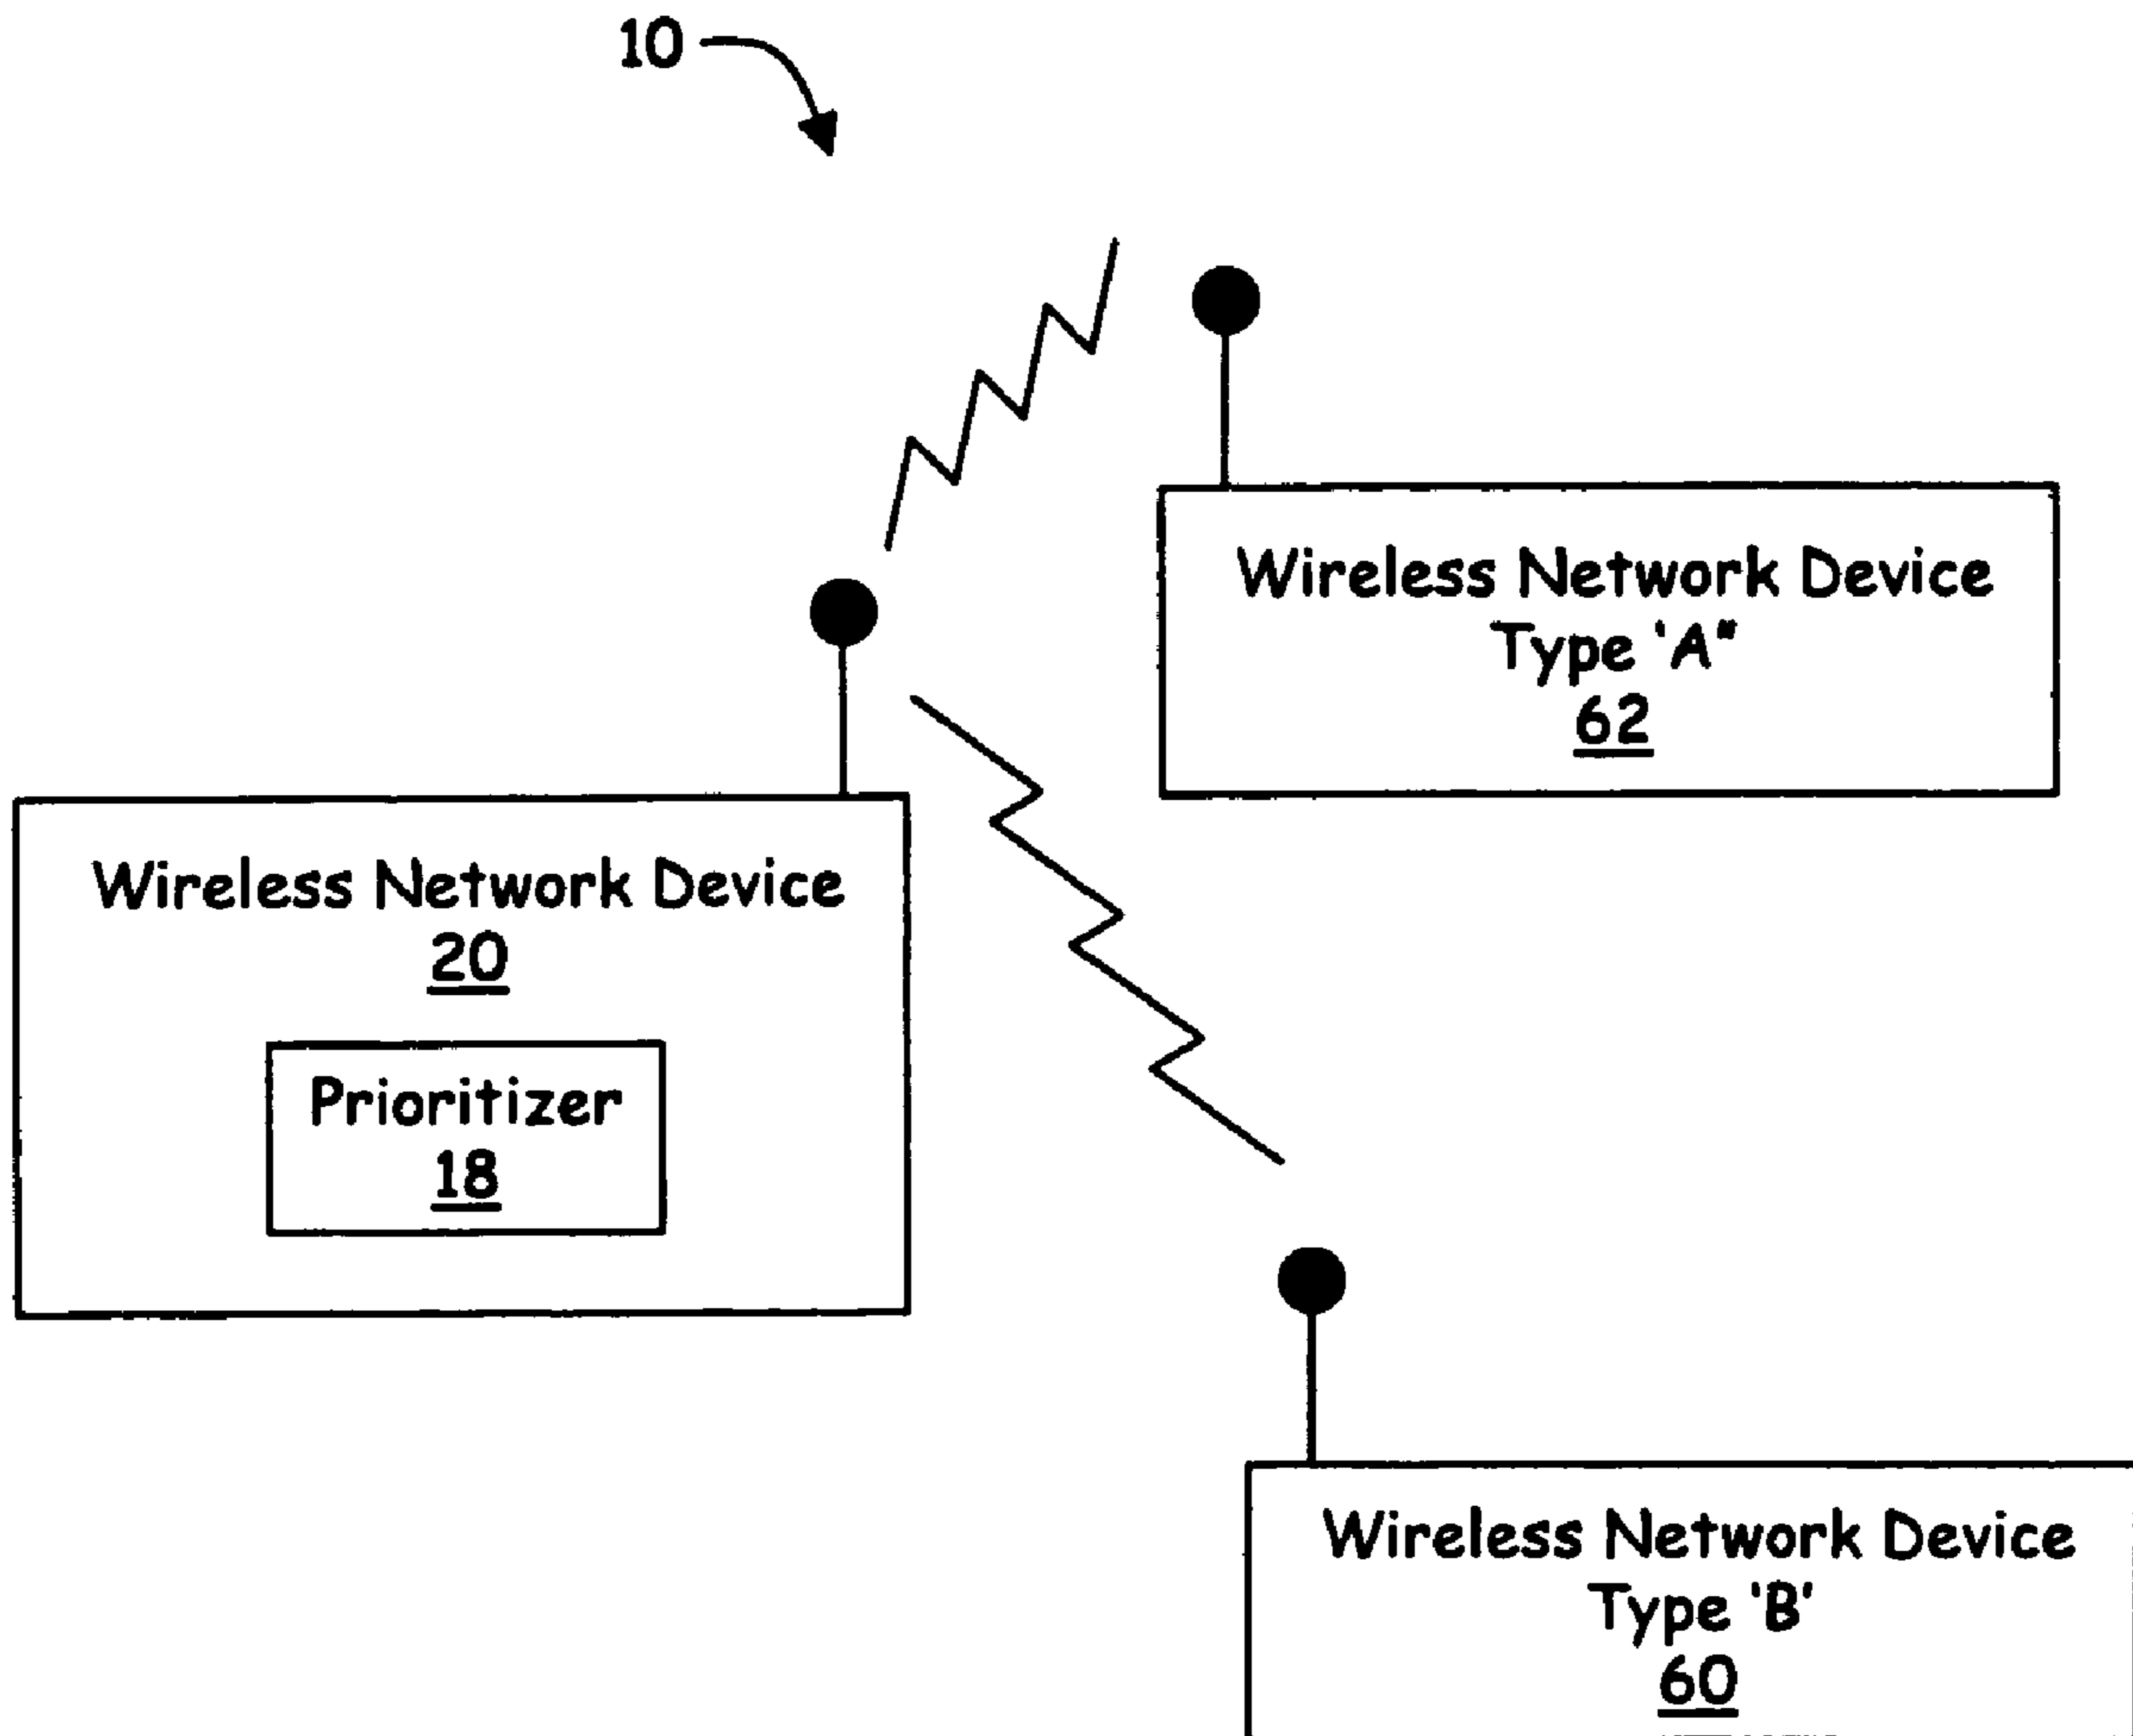 10
Wireless Network Device
Type 'A"
62
Wireless Network Device
20
Prioritizer
18
Wireless Network Device
Type 'B'
60